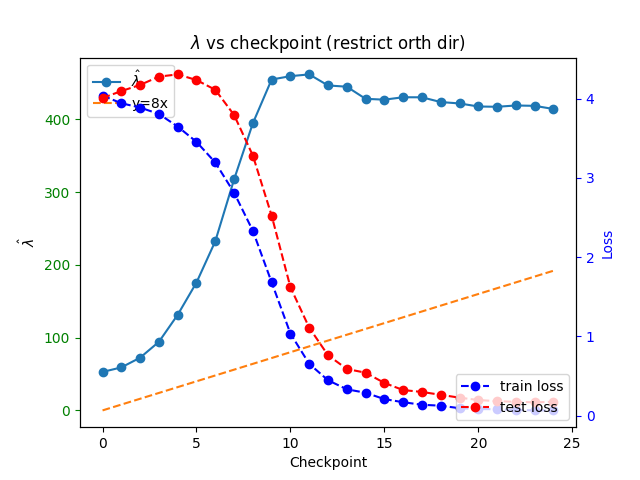 λ vs checkpoint (restrict orth dir)
λ̂
y=8x
400
300
200
100
0
λ̂
4
3
2
1
0
Loss
train loss
test loss
0 5 10 15 20 25
Checkpoint